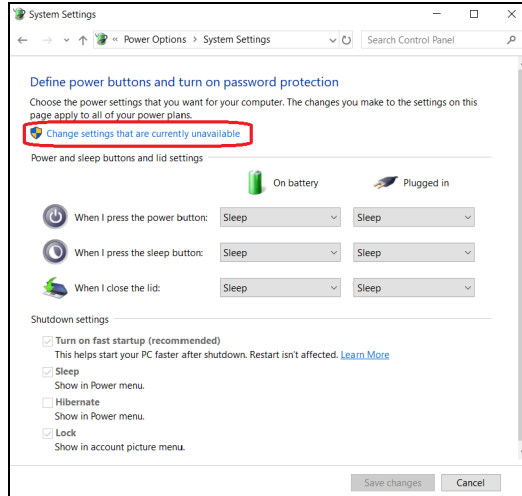 System Settings
« Power Options > System Settings
Search Control Panel
Define power buttons and turn on password protection
Choose the power settings that you want for your computer. The changes you make to the settings on this
page apply to all of your power plans.
Change settings that are currently unavailable
Power and sleep buttons and lid settings
On battery Plugged in
When I press the power button: Sleep Sleep
When I press the sleep button: Sleep Sleep
When I close the lid: Sleep Sleep
Shutdown settings
Turn on fast startup (recommended)
This helps start your PC faster after shutdown. Restart isn't affected. Learn More
Sleep
Show in Power menu.
Hibernate
Show in Power menu.
Lock
Show in account picture menu.
Save changes Cancel